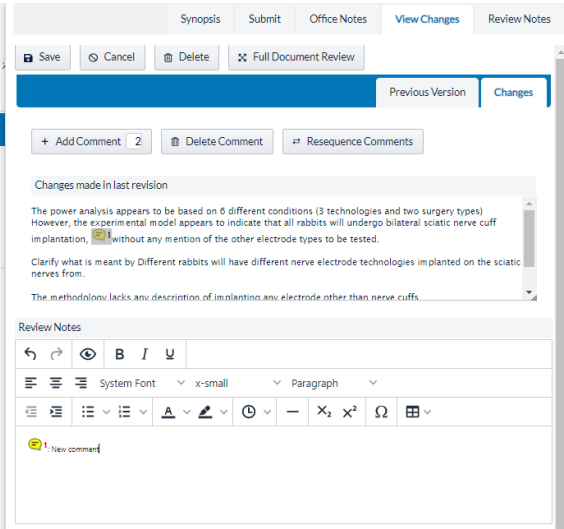 Synopsis Submit Office Notes View Changes Review Notes
Save Cancel Delete Full Document Review
Previous Version Changes
+ Add Comment 2 Delete Comment Resequence Comments
Changes made in last revision
The power analysis appears to be based on 6 different conditions (3 technologies and two surgery types)
However, the experimental model appears to indicate that all rabbits will undergo bilateral sciatic nerve cuff
implantation, 1 without any mention of the other electrode types to be tested.
Clarify what is meant by Different rabbits will have different nerve electrode technologies implanted on the sciatic
nerves from.
The methodology lacks any description of implanting any electrode other than nerve cuffs
Review Notes
B I U
System Font x-small Paragraph
A X₂ X² Ω
1: New comment